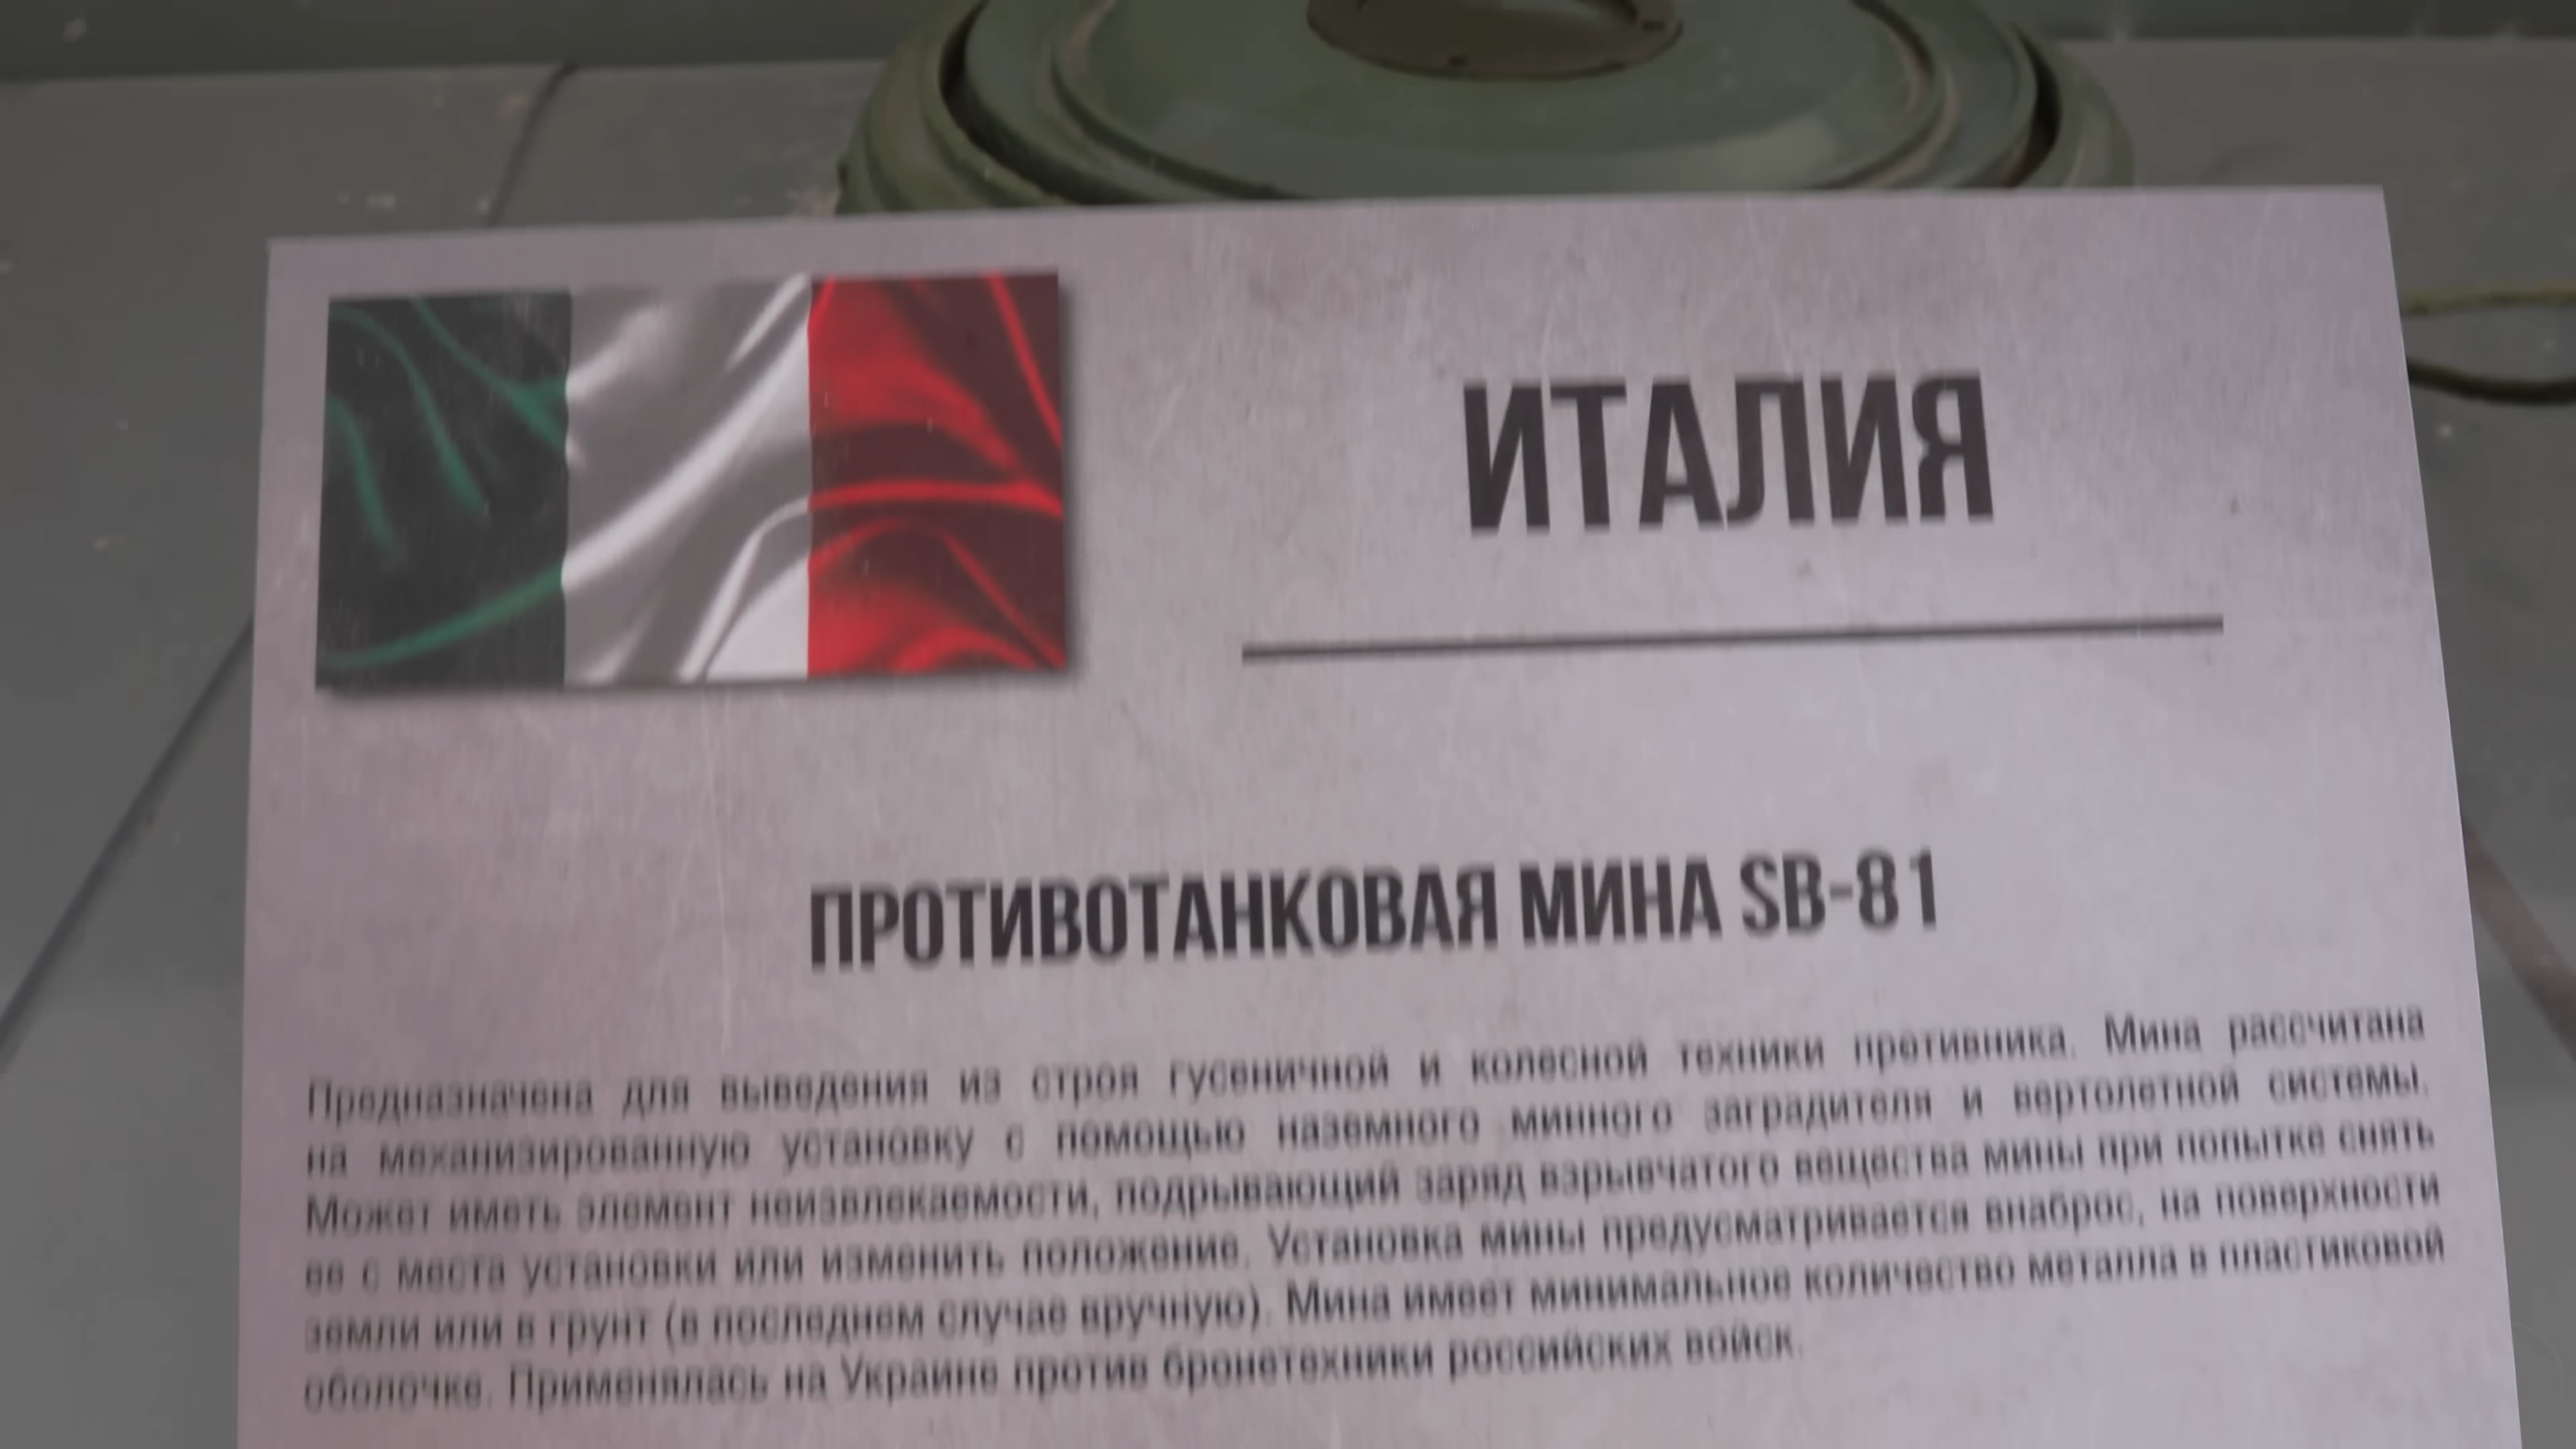 ИТАЛИЯ
ПРОТИВОТАНКОВАЯ МИНА SB-81
Предназначена для выведения из строя гусеничной и колесной техники противника. Мина рассчитана
на механизированную установку с помощью наземного минного заградителя и вертолетной системы.
Может иметь элемент неизвлекаемости, подрывающий заряд взрывчатого вещества мины при попытке снять
ее с места установки или изменить положение. Установка мины предусматривается внаброс, на поверхности
земли или в грунт (в последнем случае вручную). Мина имеет минимальное количество металла в пластиковой
оболочке. Применялась на Украине против бронетехники российских войск.